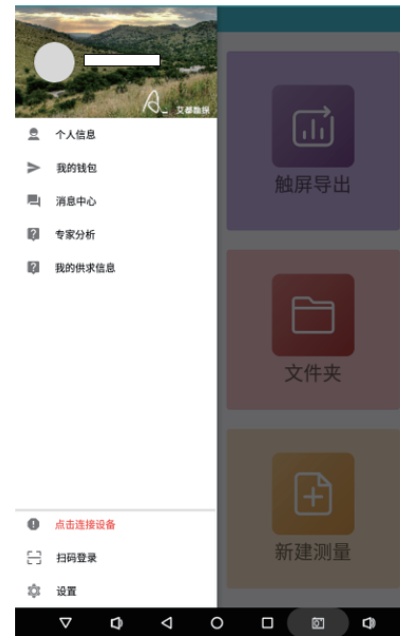 艾都勘探
个人信息
我的钱包
消息中心
专家分析
我的供求信息
点击连接设备
扫码登录
设置
触屏导出
文件夹
新建测量